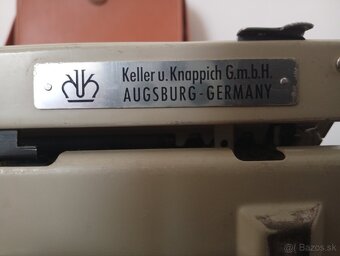 Keller u. Knappich G.m.b.H.
AUGSBURG-GERMANY
Bazos.sk